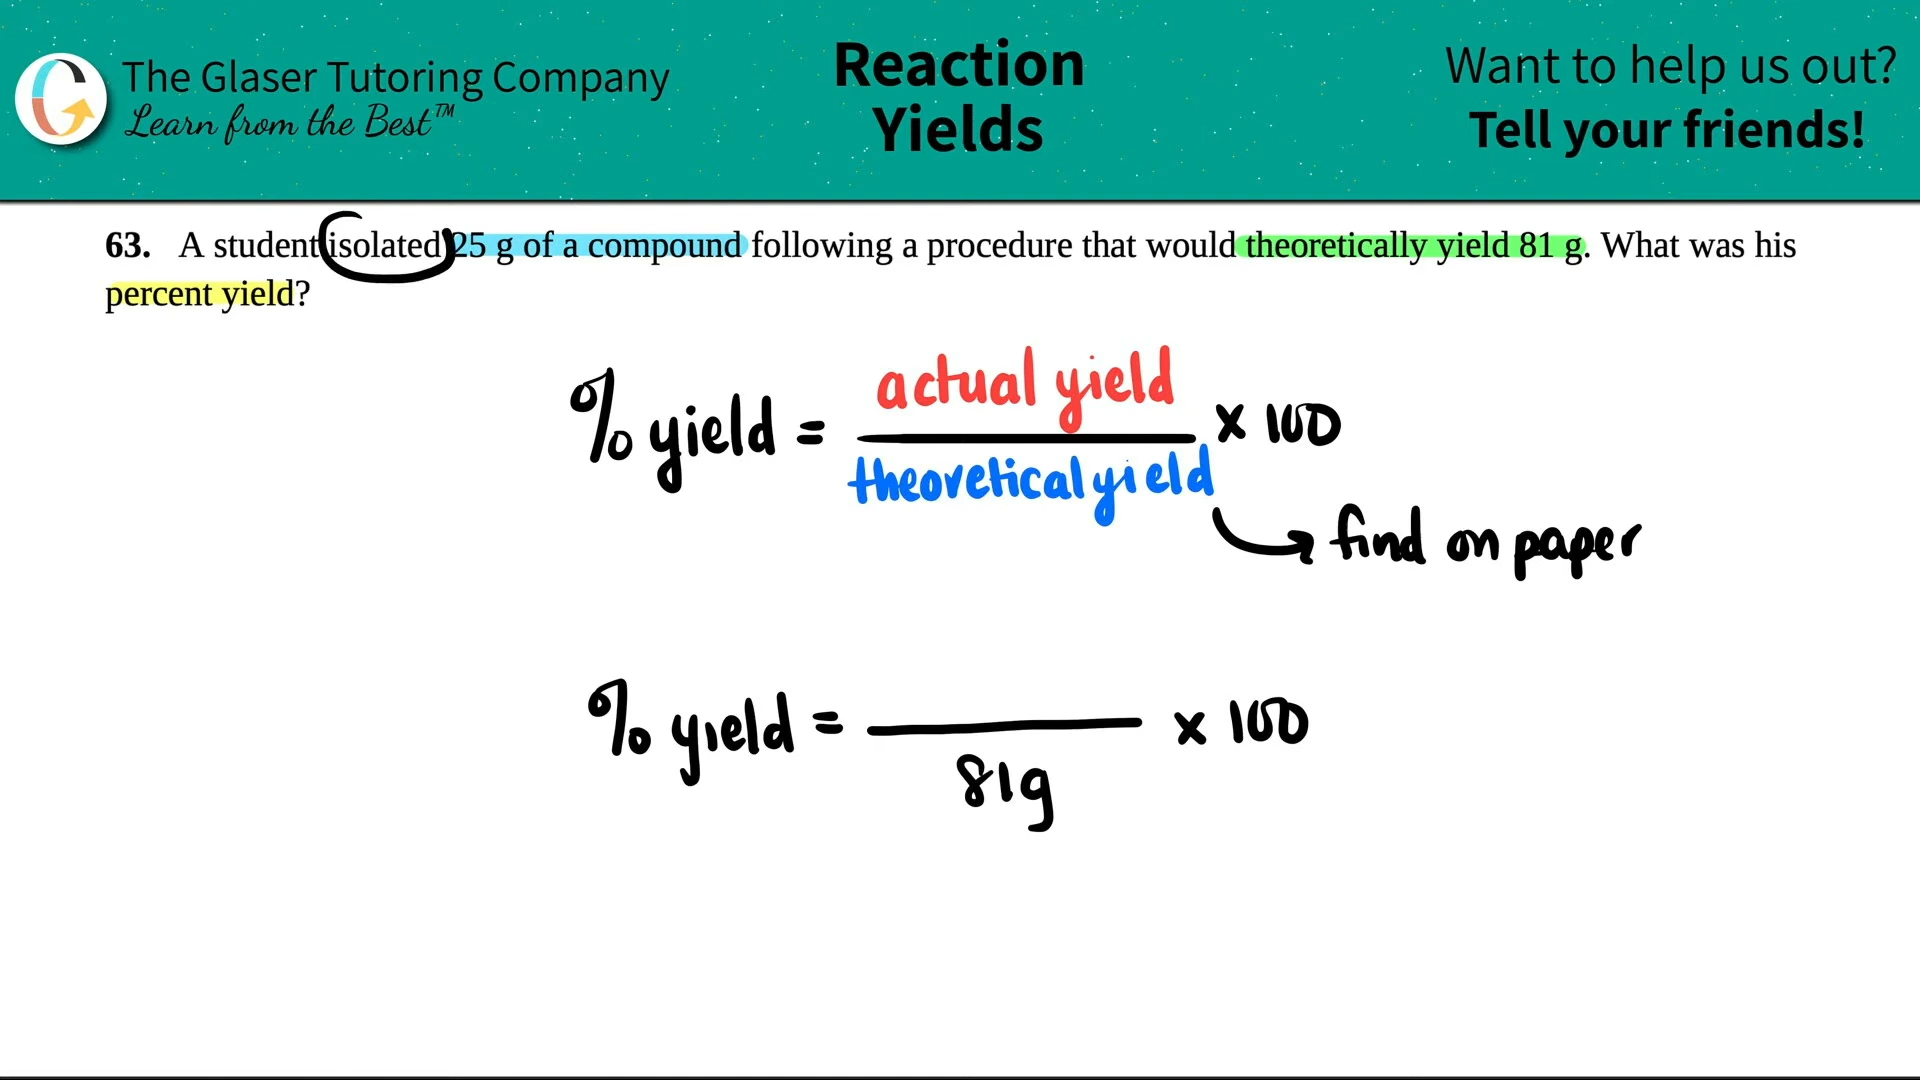 The Glaser Tutoring Company
Learn from the Best™
Reaction
Yields
Want to help us out?
Tell your friends!
63. A student isolated 25 g of a compound following a procedure that would theoretically yield 81 g. What was his
percent yield?
% yield = actual yield / theoretical yield x 100
find on paper
% yield = ____ / 81g x 100